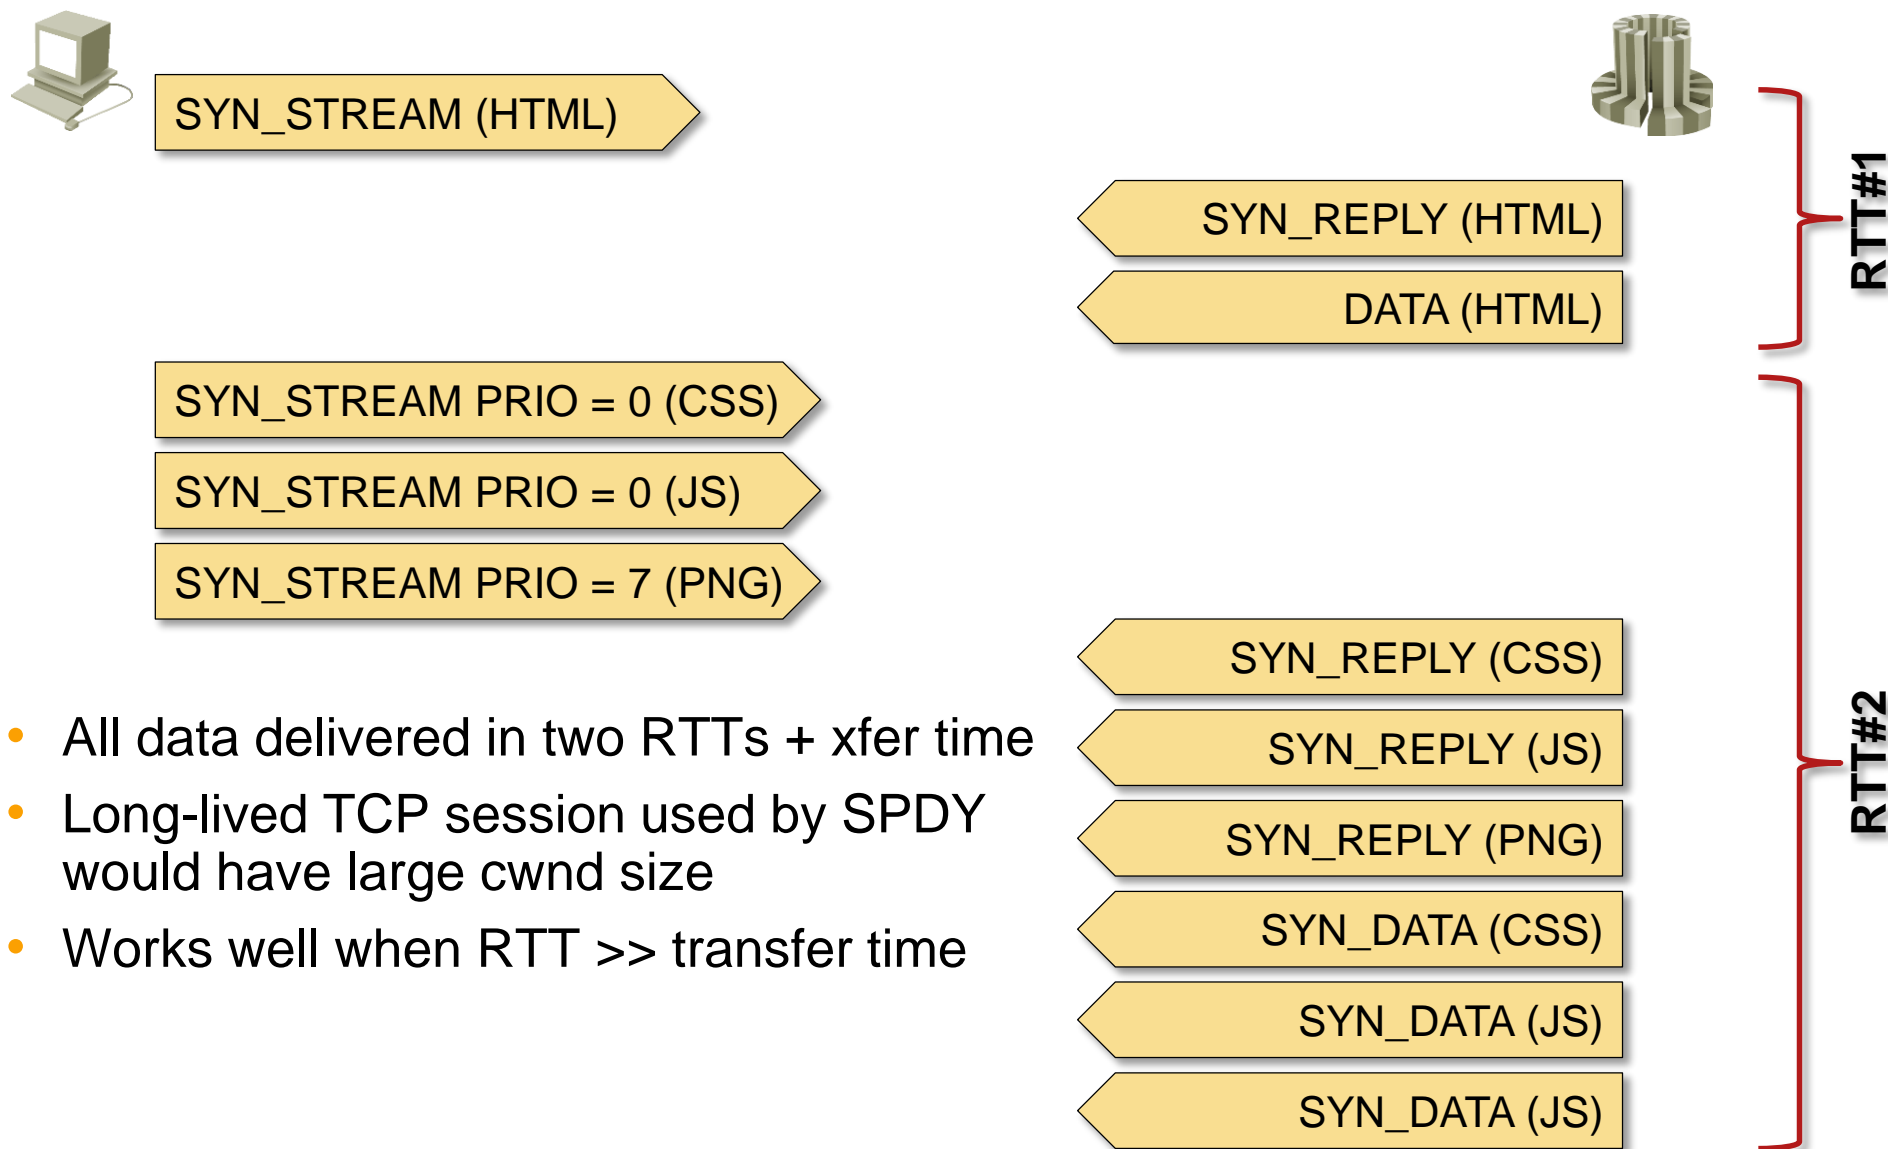 SYN_STREAM (HTML)
SYN_REPLY (HTML)
DATA (HTML)
RTT#1
SYN_STREAM PRIO = 0 (CSS)
SYN_STREAM PRIO = 0 (JS)
SYN_STREAM PRIO = 7 (PNG)
SYN_REPLY (CSS)
SYN_REPLY (JS)
SYN_REPLY (PNG)
SYN_DATA (CSS)
SYN_DATA (JS)
SYN_DATA (JS)
RTT#2
• All data delivered in two RTTs + xfer time
• Long-lived TCP session used by SPDY
would have large cwnd size
• Works well when RTT >> transfer time